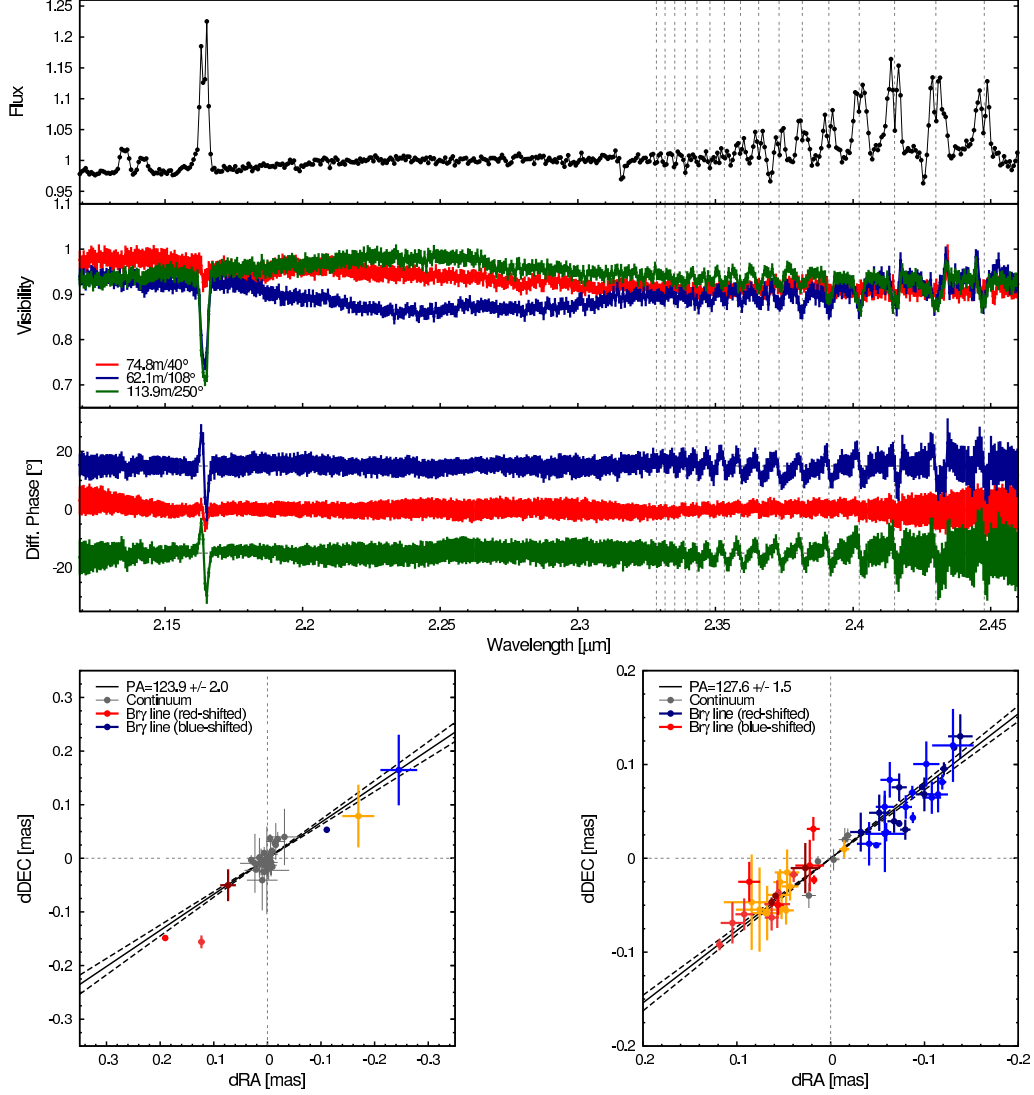 1.25
1.2
1.15
1.1
1.05
1
0.95
Flux
1.1
1
0.9
0.8
0.7
Visibility
74.8m/40°
62.1m/108°
113.9m/250°
20
0
-20
Diff. Phase [°]
2.15 2.2 2.25 2.3 2.35 2.4 2.45
Wavelength [μm]
PA=123.9 +/- 2.0
Continuum
Brγ line (red-shifted)
Brγ line (blue-shifted)
0.3
0.2
0.1
0
-0.1
-0.2
-0.3
dDEC [mas]
0.3 0.2 0.1 0 -0.1 -0.2 -0.3
dRA [mas]
PA=127.6 +/- 1.5
Continuum
Brγ line (red-shifted)
Brγ line (blue-shifted)
0.2
0.1
0
-0.1
-0.2
dDEC [mas]
0.2 0.1 0 -0.1 -0.2
dRA [mas]